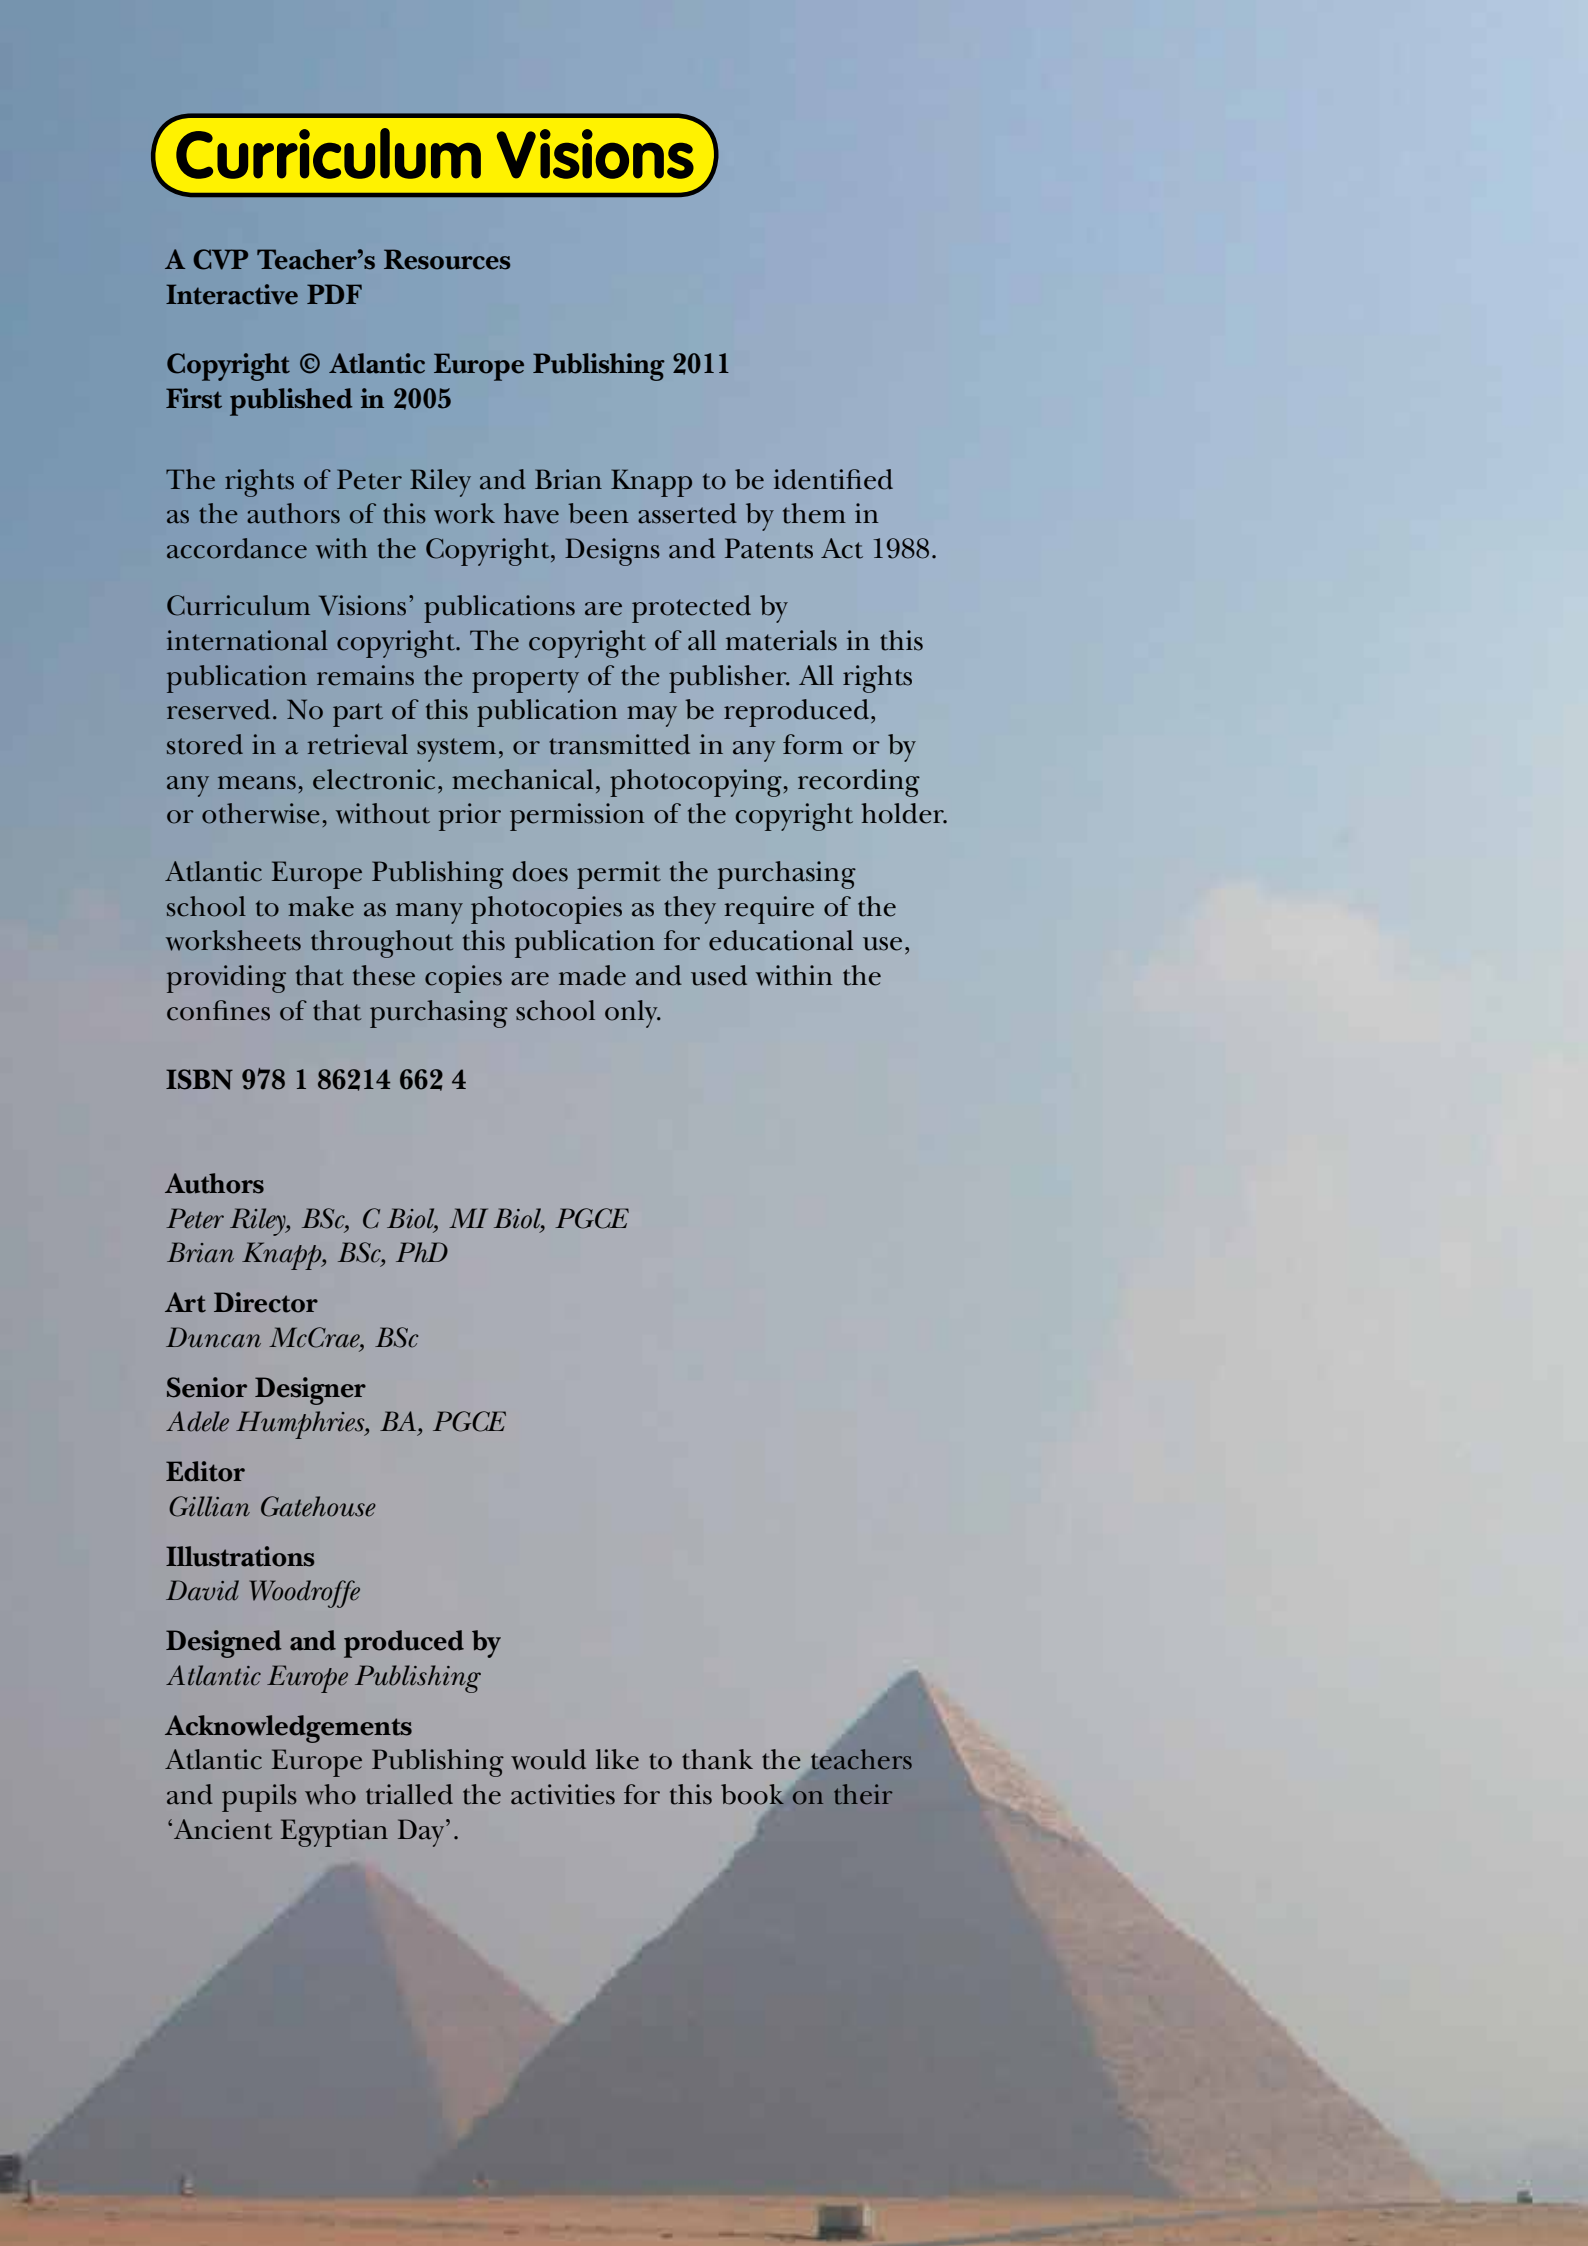 Curriculum Visions
A CVP Teacher’s Resources
Interactive PDF
Copyright © Atlantic Europe Publishing 2011
First published in 2005
The rights of Peter Riley and Brian Knapp to be identified
as the authors of this work have been asserted by them in
accordance with the Copyright, Designs and Patents Act 1988.
Curriculum Visions’ publications are protected by
international copyright. The copyright of all materials in this
publication remains the property of the publisher. All rights
reserved. No part of this publication may be reproduced,
stored in a retrieval system, or transmitted in any form or by
any means, electronic, mechanical, photocopying, recording
or otherwise, without prior permission of the copyright holder.
Atlantic Europe Publishing does permit the purchasing
school to make as many photocopies as they require of the
worksheets throughout this publication for educational use,
providing that these copies are made and used within the
confines of that purchasing school only.
ISBN 978 1 86214 662 4
Authors
Peter Riley, BSc, C Biol, MI Biol, PGCE
Brian Knapp, BSc, PhD
Art Director
Duncan McCrae, BSc
Senior Designer
Adele Humphries, BA, PGCE
Editor
Gillian Gatehouse
Illustrations
David Woodroffe
Designed and produced by
Atlantic Europe Publishing
Acknowledgements
Atlantic Europe Publishing would like to thank the teachers
and pupils who trialled the activities for this book on their
‘Ancient Egyptian Day’.